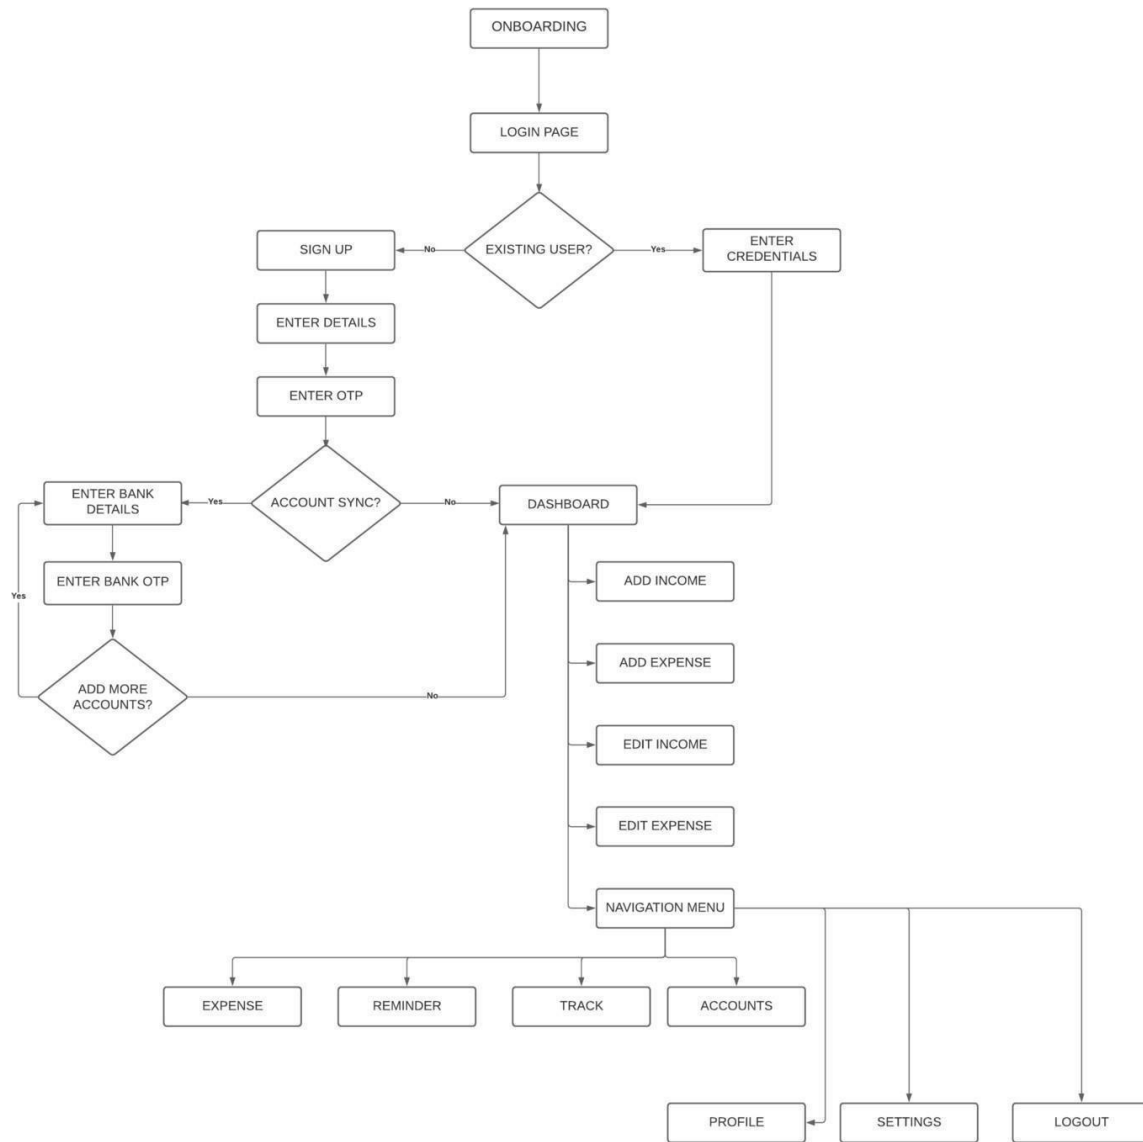 ONBOARDING
LOGIN PAGE
EXISTING USER?
No
Yes
SIGN UP
ENTER
CREDENTIALS
ENTER DETAILS
ENTER OTP
ACCOUNT SYNC?
Yes
No
ENTER BANK
DETAILS
DASHBOARD
ENTER BANK OTP
Yes
ADD MORE
ACCOUNTS?
No
ADD INCOME
ADD EXPENSE
EDIT INCOME
EDIT EXPENSE
NAVIGATION MENU
EXPENSE
REMINDER
TRACK
ACCOUNTS
PROFILE
SETTINGS
LOGOUT